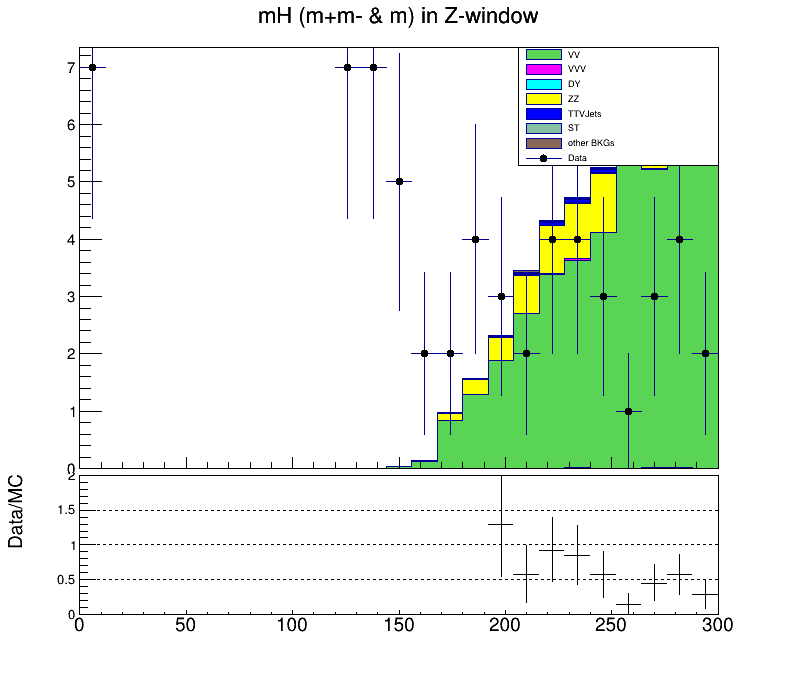 mH (m+m- & m) in Z-window
VV
VVV
DY
ZZ
TTVJets
ST
other BKGs
Data
7
6
5
4
3
2
1
0
Data/MC
2
1.5
1
0.5
0
0 50 100 150 200 250 300